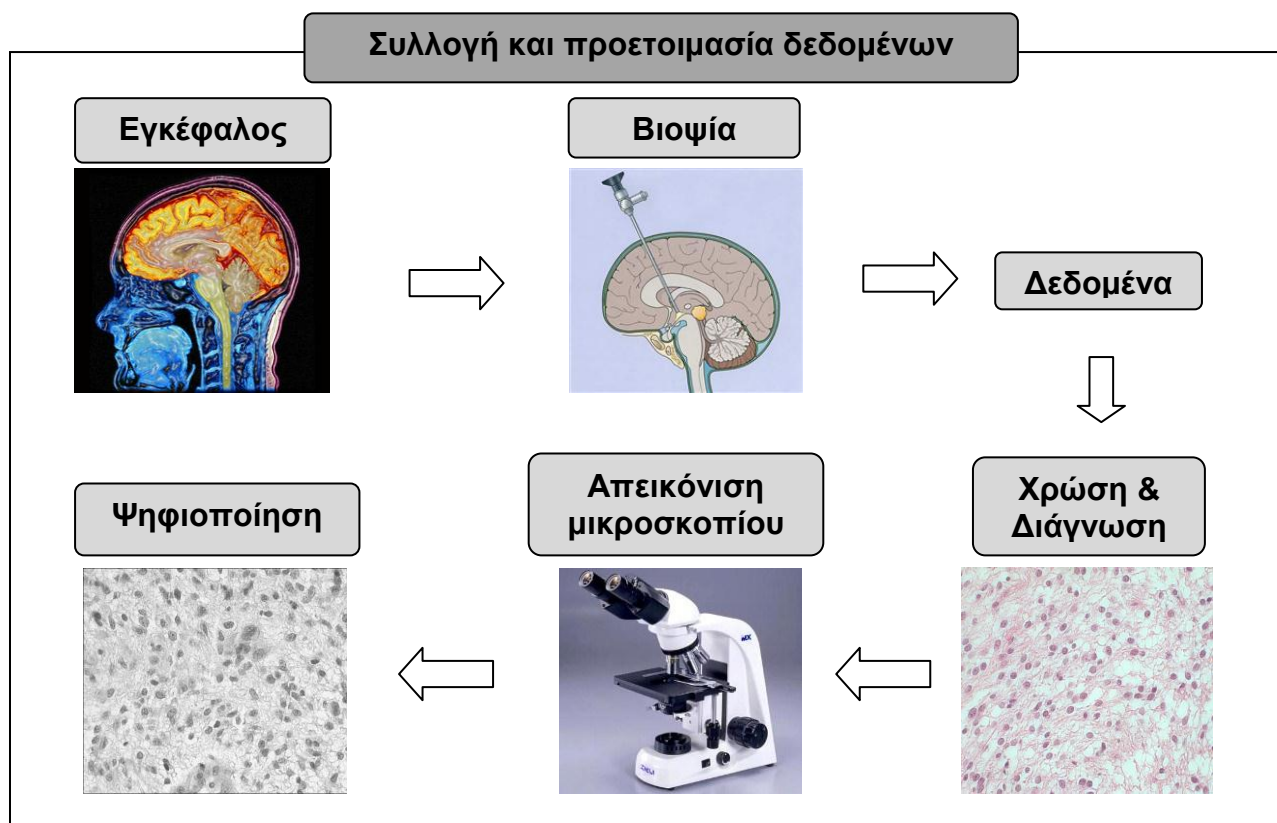 Συλλογή και προετοιμασία δεδομένων
Εγκέφαλος
Βιοψία
Δεδομένα
Χρώση &
Διάγνωση
Απεικόνιση
μικροσκοπίου
Ψηφιοποίηση